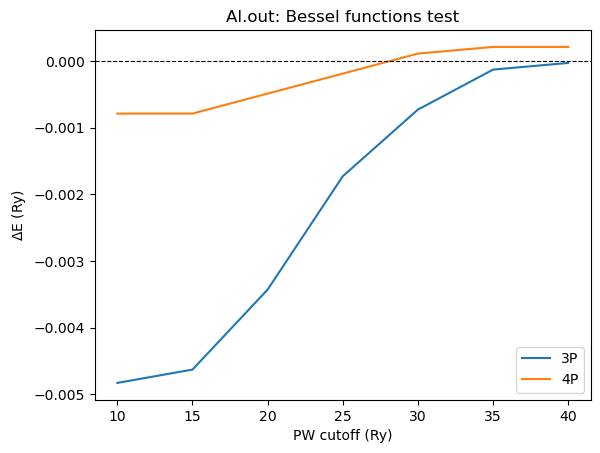 Al.out: Bessel functions test
ΔE (Ry)
0.000
−0.001
−0.002
−0.003
−0.004
−0.005
10 15 20 25 30 35 40
PW cutoff (Ry)
3P
4P